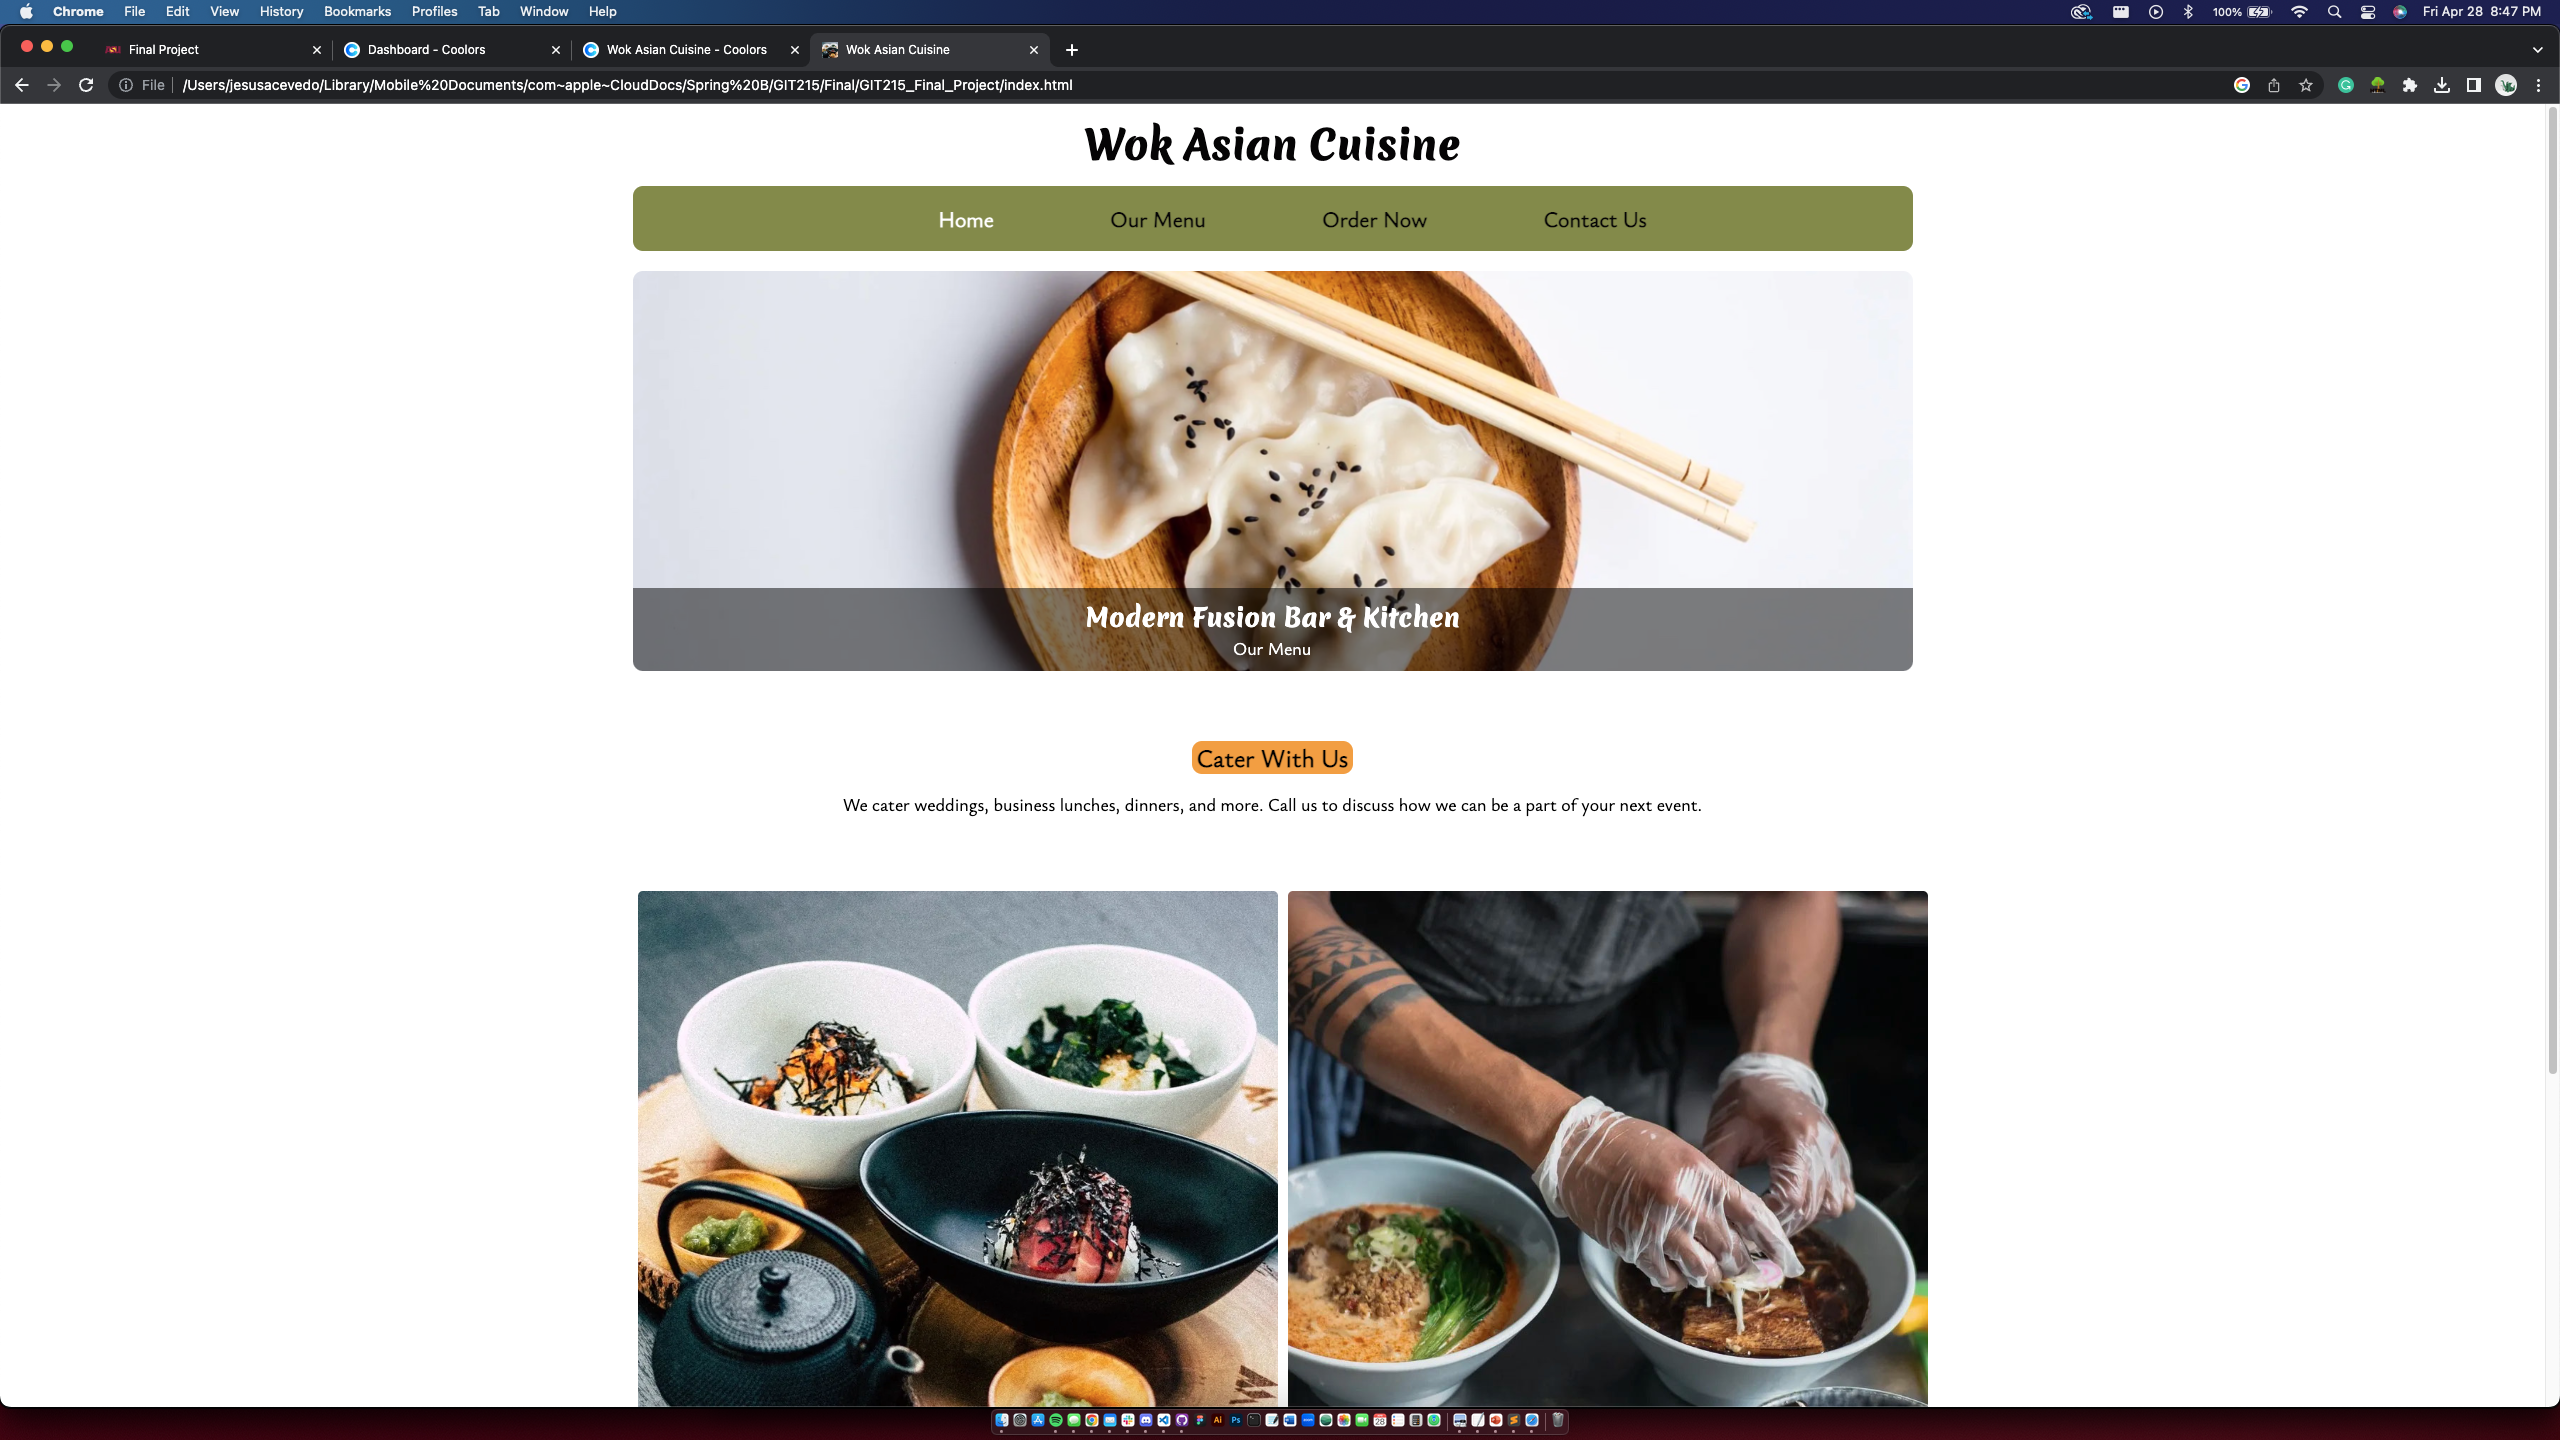 Chrome File Edit View History Bookmarks Profiles Tab Window Help 100% Fri Apr 28 8:47 PM
Final Project Dashboard - Coolors Wok Asian Cuisine - Coolors Wok Asian Cuisine
File /Users/jesusacevedo/Library/Mobile%20Documents/com~apple~CloudDocs/Spring%20B/GIT215/Final/GIT215_Final_Project/index.html
Wok Asian Cuisine
Home Our Menu Order Now Contact Us
Modern Fusion Bar & Kitchen
Our Menu
Cater With Us
We cater weddings, business lunches, dinners, and more. Call us to discuss how we can be a part of your next event.
Ai Ps 28